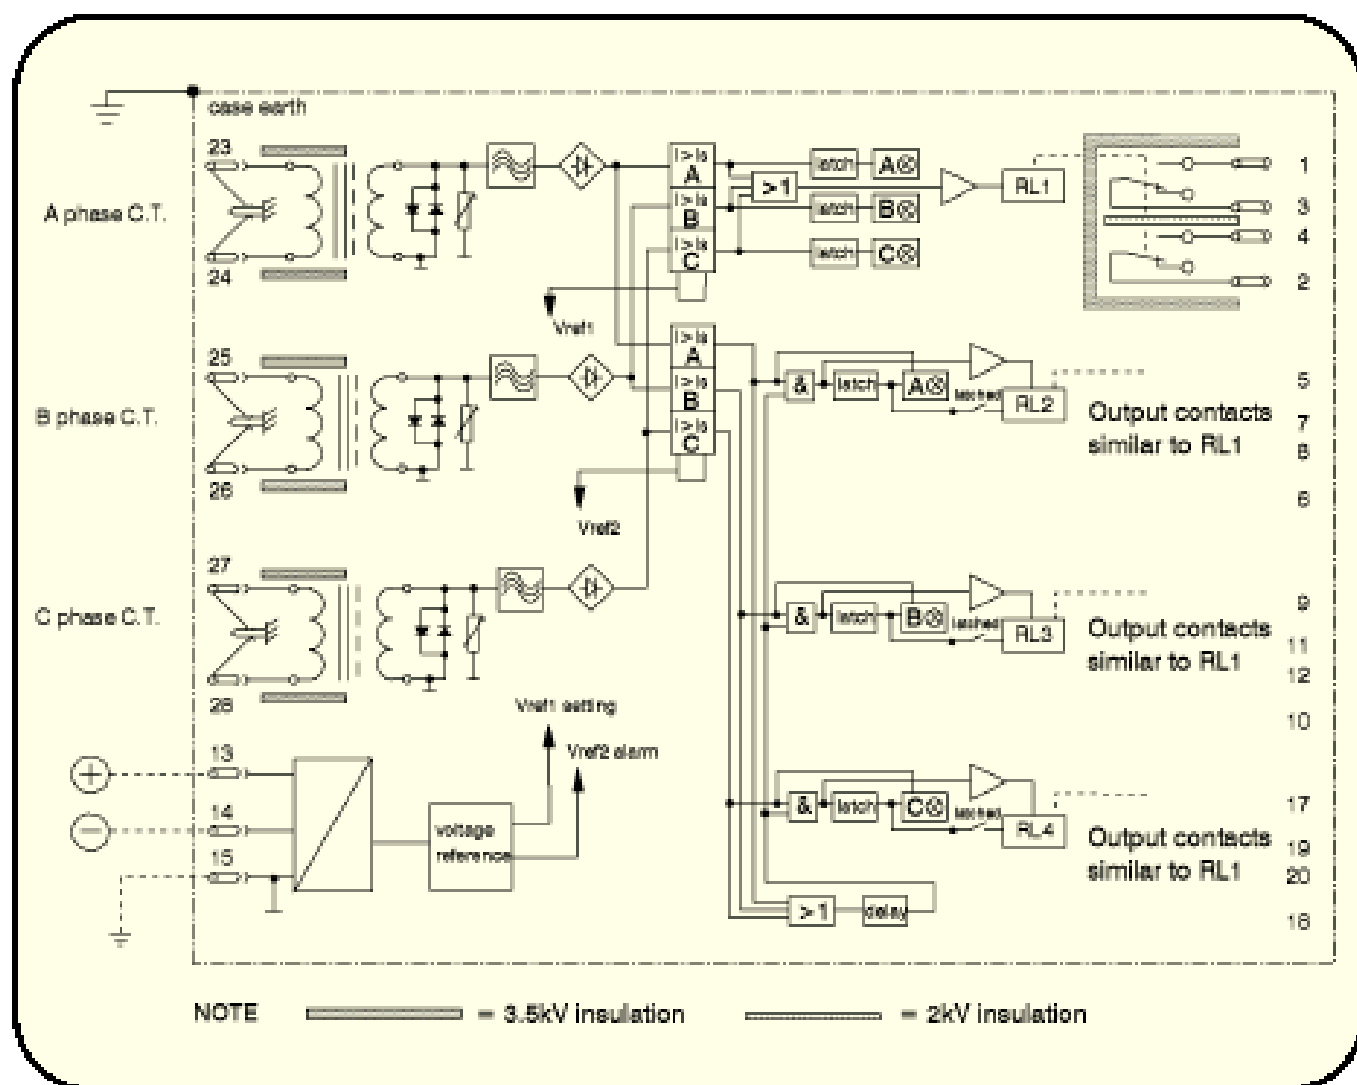 case earth
23
A phase C.T.
24
I > Is
A
I > Is
B
I > Is
C
> 1
latch
A
latch
B
latch
C
RL1
1
3
4
2
Vref1
25
B phase C.T.
26
I > Is
A
I > Is
B
I > Is
C
Vref2
&
latch
A
latched
RL2
Output contacts
similar to RL1
5
7
8
6
27
C phase C.T.
28
&
latch
B
latched
RL3
Output contacts
similar to RL1
9
11
12
10
Vref1 setting
Vref2 alarm
+
13
−
14
15
voltage
reference
&
latch
C
latched
RL4
Output contacts
similar to RL1
17
19
20
18
> 1
delay
NOTE
= 3.5kV insulation
= 2kV insulation